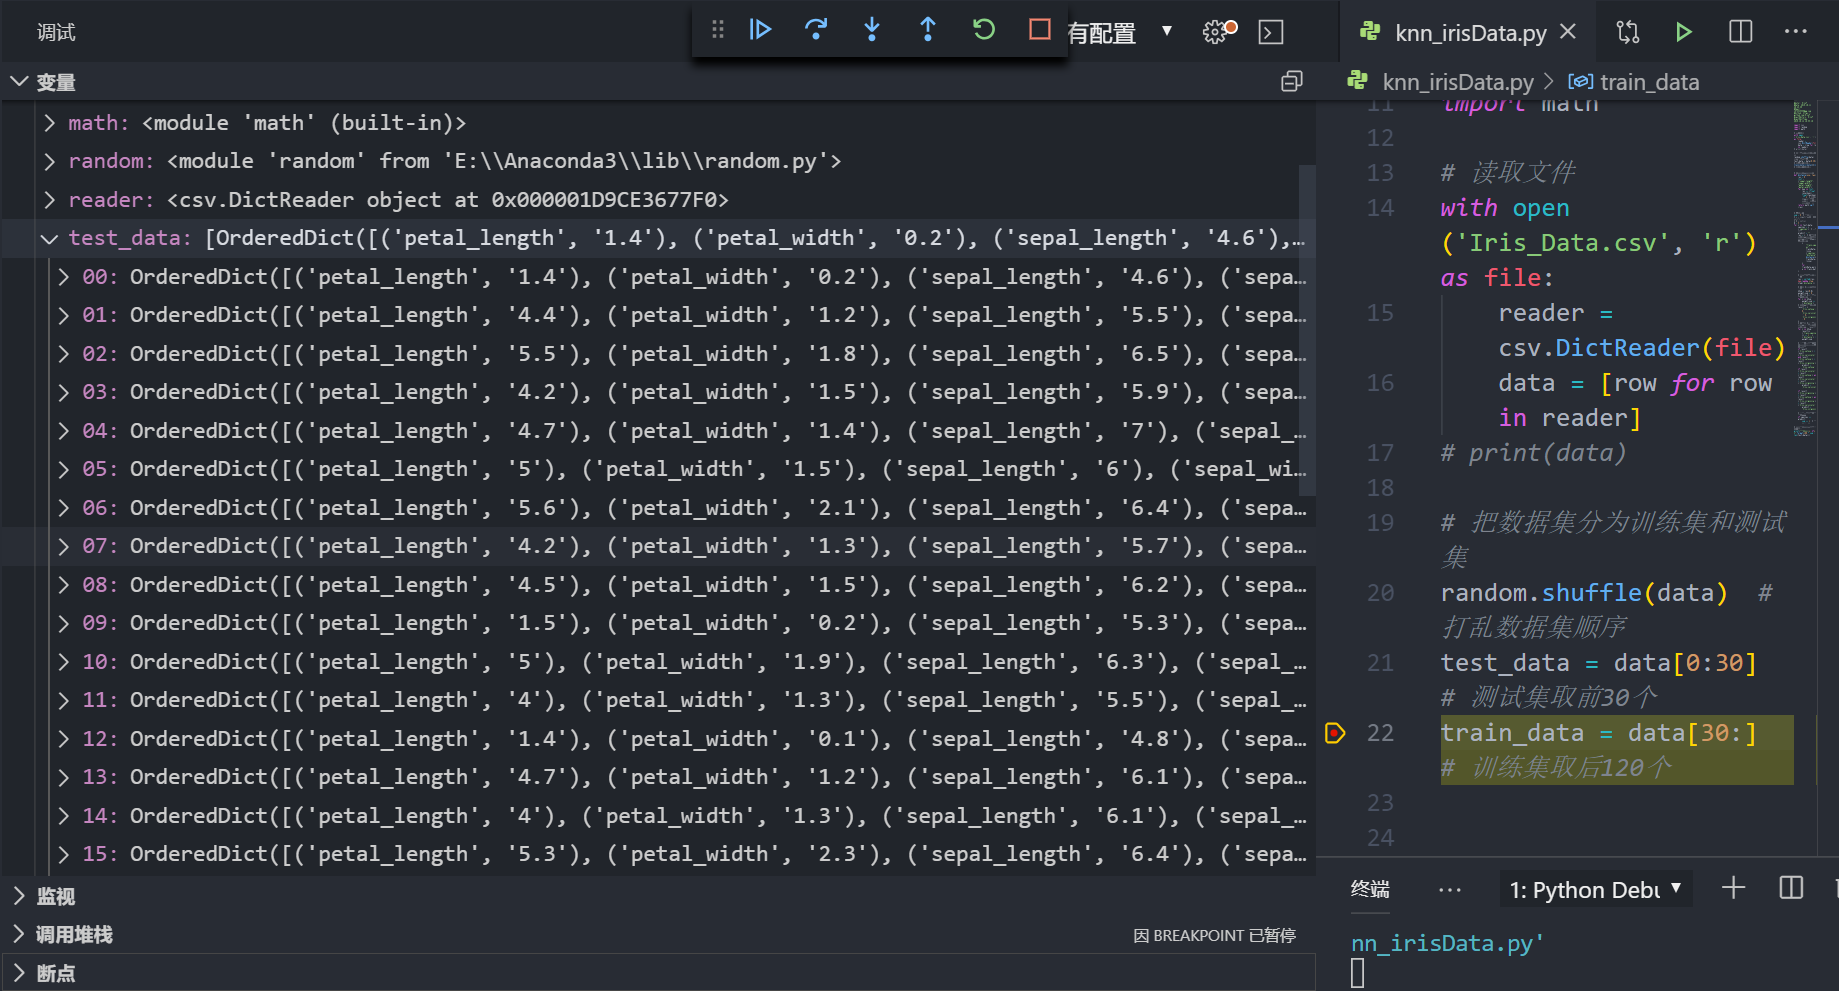 调试
有配置
knn_irisData.py
变量
knn_irisData.py > train_data
math: <module 'math' (built-in)>
random: <module 'random' from 'E:\\Anaconda3\\lib\\random.py'>
reader: <csv.DictReader object at 0x000001D9CE3677F0>
test_data: [OrderedDict([('petal_length', '1.4'), ('petal_width', '0.2'), ('sepal_length', '4.6'),…
00: OrderedDict([('petal_length', '1.4'), ('petal_width', '0.2'), ('sepal_length', '4.6'), ('sepa…
01: OrderedDict([('petal_length', '4.4'), ('petal_width', '1.2'), ('sepal_length', '5.5'), ('sepa…
02: OrderedDict([('petal_length', '5.5'), ('petal_width', '1.8'), ('sepal_length', '6.5'), ('sepa…
03: OrderedDict([('petal_length', '4.2'), ('petal_width', '1.5'), ('sepal_length', '5.9'), ('sepa…
04: OrderedDict([('petal_length', '4.7'), ('petal_width', '1.4'), ('sepal_length', '7'), ('sepal_…
05: OrderedDict([('petal_length', '5'), ('petal_width', '1.5'), ('sepal_length', '6'), ('sepal_wi…
06: OrderedDict([('petal_length', '5.6'), ('petal_width', '2.1'), ('sepal_length', '6.4'), ('sepa…
07: OrderedDict([('petal_length', '4.2'), ('petal_width', '1.3'), ('sepal_length', '5.7'), ('sepa…
08: OrderedDict([('petal_length', '4.5'), ('petal_width', '1.5'), ('sepal_length', '6.2'), ('sepa…
09: OrderedDict([('petal_length', '1.5'), ('petal_width', '0.2'), ('sepal_length', '5.3'), ('sepa…
10: OrderedDict([('petal_length', '5'), ('petal_width', '1.9'), ('sepal_length', '6.3'), ('sepal_…
11: OrderedDict([('petal_length', '4'), ('petal_width', '1.3'), ('sepal_length', '5.5'), ('sepal_…
12: OrderedDict([('petal_length', '1.4'), ('petal_width', '0.1'), ('sepal_length', '4.8'), ('sepa…
13: OrderedDict([('petal_length', '4.7'), ('petal_width', '1.2'), ('sepal_length', '6.1'), ('sepa…
14: OrderedDict([('petal_length', '4'), ('petal_width', '1.3'), ('sepal_length', '6.1'), ('sepal_…
15: OrderedDict([('petal_length', '5.3'), ('petal_width', '2.3'), ('sepal_length', '6.4'), ('sepa…
监视
调用堆栈
因 BREAKPOINT 已暂停
断点
11 import math
12
13 # 读取文件
14 with open
('Iris_Data.csv', 'r')
as file:
15 reader =
csv.DictReader(file)
16 data = [row for row
in reader]
17 # print(data)
18
19 # 把数据集分为训练集和测试
集
20 random.shuffle(data) #
打乱数据集顺序
21 test_data = data[0:30]
# 测试集取前30个
22 train_data = data[30:]
# 训练集取后120个
23
24
终端
1: Python Debu
nn_irisData.py'